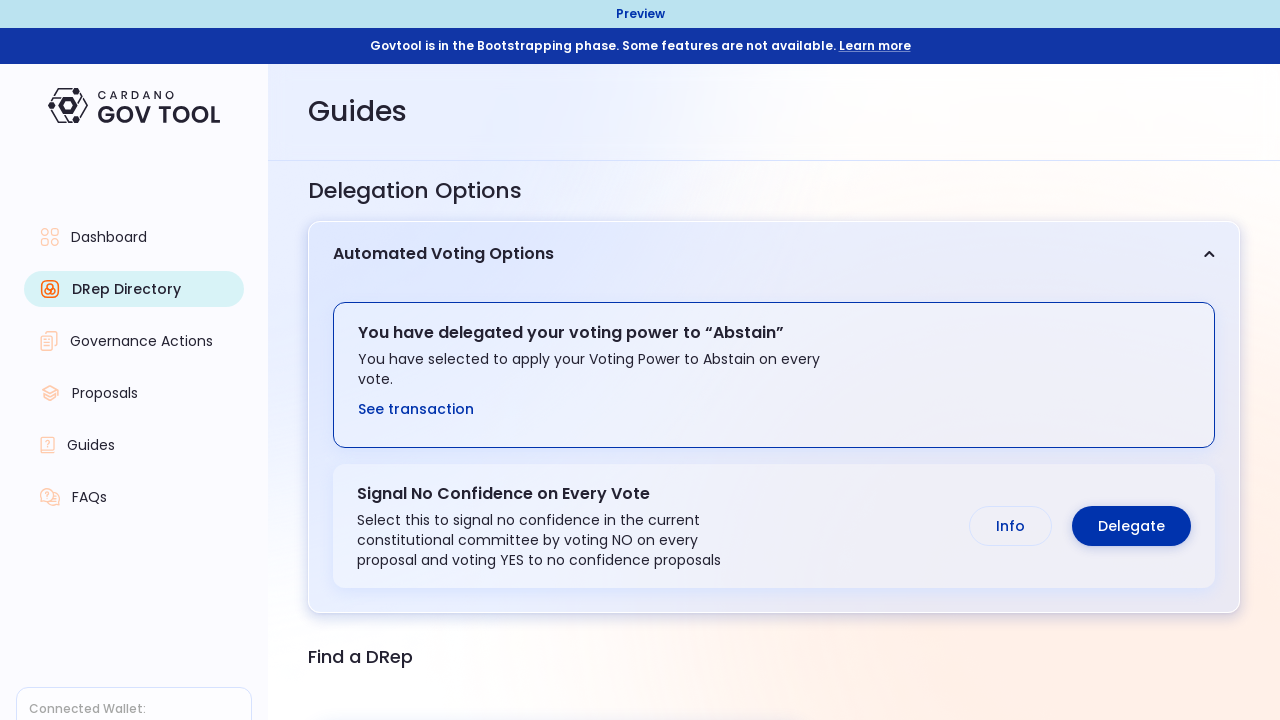 Preview
Govtool is in the Bootstrapping phase. Some features are not available. Learn more
CARDANO
GOV TOOL
Dashboard
DRep Directory
Governance Actions
Proposals
Guides
FAQs
Connected Wallet:
Guides
Delegation Options
Automated Voting Options
You have delegated your voting power to “Abstain”
You have selected to apply your Voting Power to Abstain on every
vote.
See transaction
Signal No Confidence on Every Vote
Select this to signal no confidence in the current
constitutional committee by voting NO on every
proposal and voting YES to no confidence proposals
Info
Delegate
Find a DRep